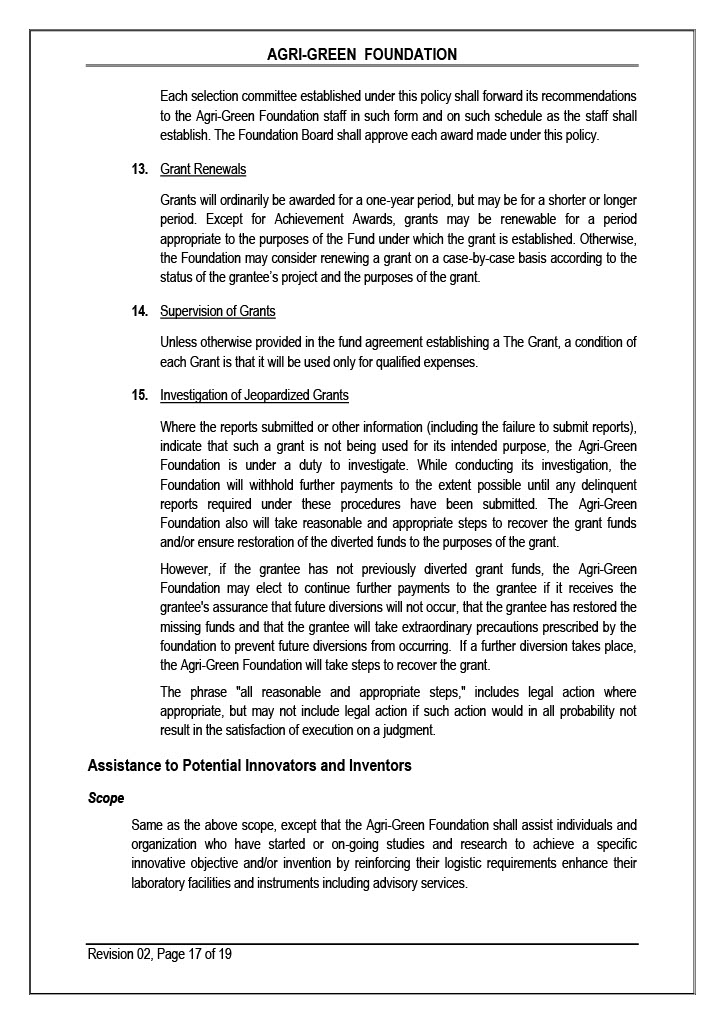 AGRI-GREEN FOUNDATION
Each selection committee established under this policy shall forward its recommendations
to the Agri-Green Foundation staff in such form and on such schedule as the staff shall
establish. The Foundation Board shall approve each award made under this policy.
13. Grant Renewals
Grants will ordinarily be awarded for a one-year period, but may be for a shorter or longer
period. Except for Achievement Awards, grants may be renewable for a period
appropriate to the purposes of the Fund under which the grant is established. Otherwise,
the Foundation may consider renewing a grant on a case-by-case basis according to the
status of the grantee’s project and the purposes of the grant.
14. Supervision of Grants
Unless otherwise provided in the fund agreement establishing a The Grant, a condition of
each Grant is that it will be used only for qualified expenses.
15. Investigation of Jeopardized Grants
Where the reports submitted or other information (including the failure to submit reports),
indicate that such a grant is not being used for its intended purpose, the Agri-Green
Foundation is under a duty to investigate. While conducting its investigation, the
Foundation will withhold further payments to the extent possible until any delinquent
reports required under these procedures have been submitted. The Agri-Green
Foundation also will take reasonable and appropriate steps to recover the grant funds
and/or ensure restoration of the diverted funds to the purposes of the grant.
However, if the grantee has not previously diverted grant funds, the Agri-Green
Foundation may elect to continue further payments to the grantee if it receives the
grantee's assurance that future diversions will not occur, that the grantee has restored the
missing funds and that the grantee will take extraordinary precautions prescribed by the
foundation to prevent future diversions from occurring. If a further diversion takes place,
the Agri-Green Foundation will take steps to recover the grant.
The phrase "all reasonable and appropriate steps," includes legal action where
appropriate, but may not include legal action if such action would in all probability not
result in the satisfaction of execution on a judgment.
Assistance to Potential Innovators and Inventors
Scope
Same as the above scope, except that the Agri-Green Foundation shall assist individuals and
organization who have started or on-going studies and research to achieve a specific
innovative objective and/or invention by reinforcing their logistic requirements enhance their
laboratory facilities and instruments including advisory services.
Revision 02, Page 17 of 19